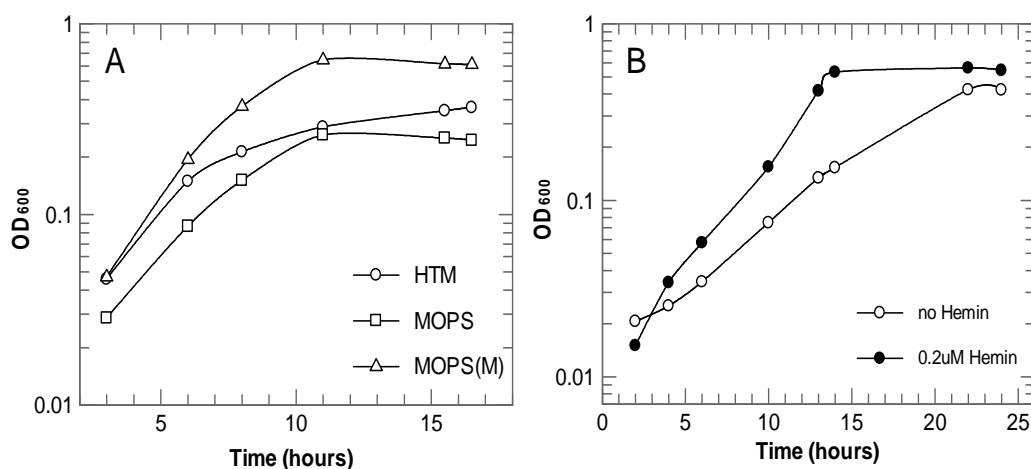 A
1
0.1
0.01
OD600
5
10
15
Time (hours)
HTM
MOPS
MOPS(M)
B
1
0.1
0.01
OD600
0
5
10
15
20
25
Time (hours)
no Hemin
0.2uM Hemin